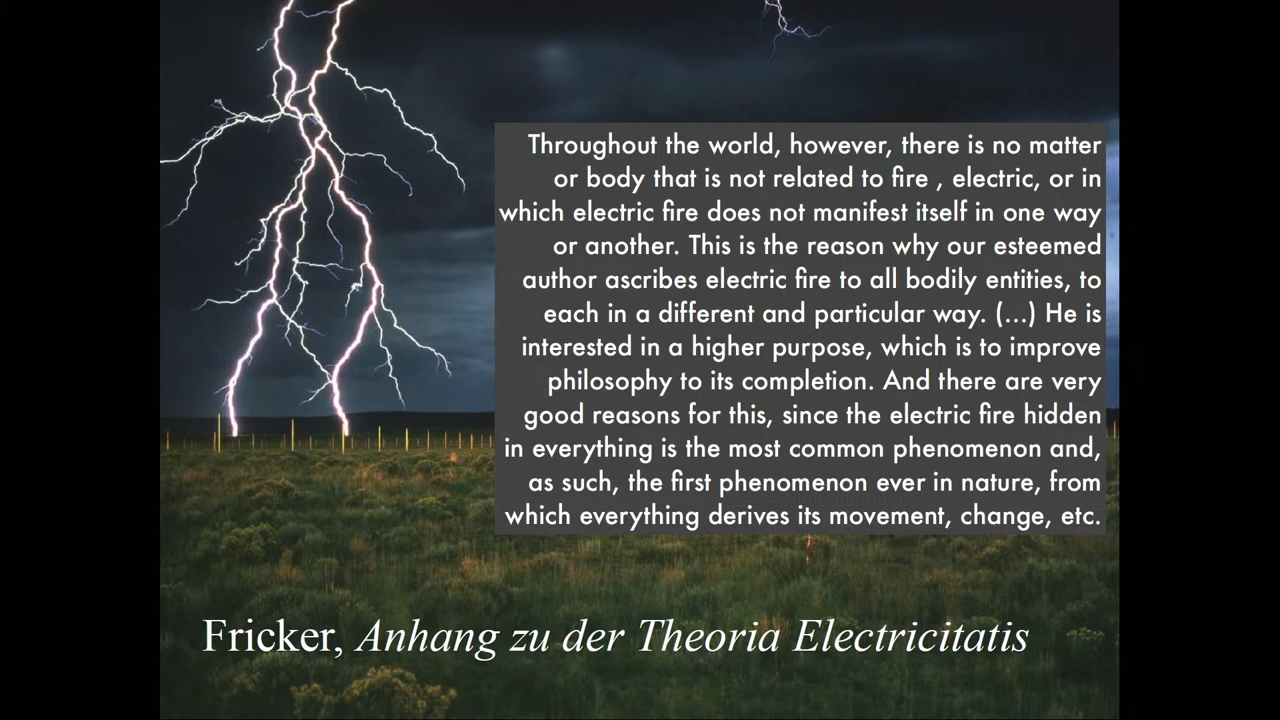 Throughout the world, however, there is no matter
or body that is not related to fire , electric, or in
which electric fire does not manifest itself in one way
or another. This is the reason why our esteemed
author ascribes electric fire to all bodily entities, to
each in a different and particular way. (...) He is
interested in a higher purpose, which is to improve
philosophy to its completion. And there are very
good reasons for this, since the electric fire hidden
in everything is the most common phenomenon and,
as such, the first phenomenon ever in nature, from
which everything derives its movement, change, etc.
Fricker, Anhang zu der Theoria Electricitatis